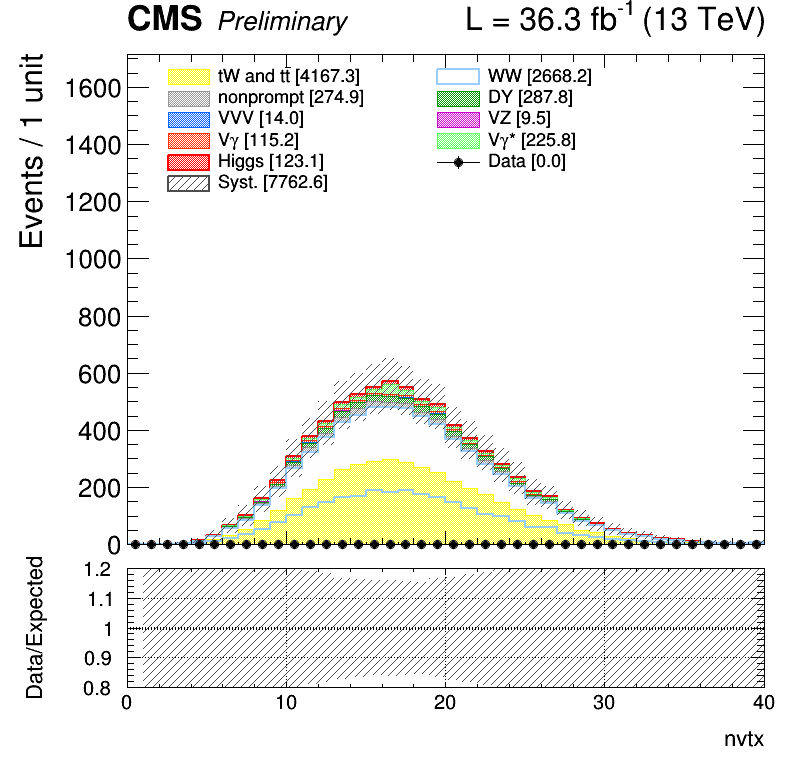 CMS Preliminary L = 36.3 fb-1 (13 TeV)
Events / 1 unit
1600
1400
1200
1000
800
600
400
200
0
tW and tt̄ [4167.3]
nonprompt [274.9]
VVV [14.0]
Vγ [115.2]
Higgs [123.1]
Syst. [7762.6]
WW [2668.2]
DY [287.8]
VZ [9.5]
Vγ* [225.8]
Data [0.0]
Data/Expected
1.2
1.1
1
0.9
0.8
0 10 20 30 40
nvtx